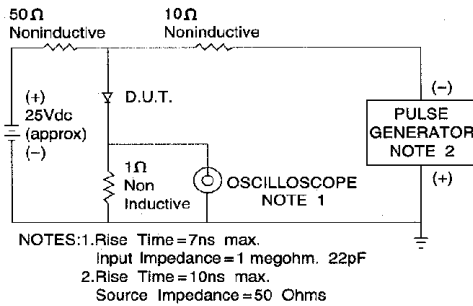 50Ω
Noninductive
10Ω
Noninductive
(+)
25Vdc
(approx)
(−)
D.U.T.
1Ω
Non
Inductive
OSCILLOSCOPE
NOTE 1
(−)
PULSE
GENERATOR
NOTE 2
(+)
NOTES:1.Rise Time=7ns max.
Input Impedance=1 megohm. 22pF
2.Rise Time=10ns max.
Source Impedance=50 Ohms